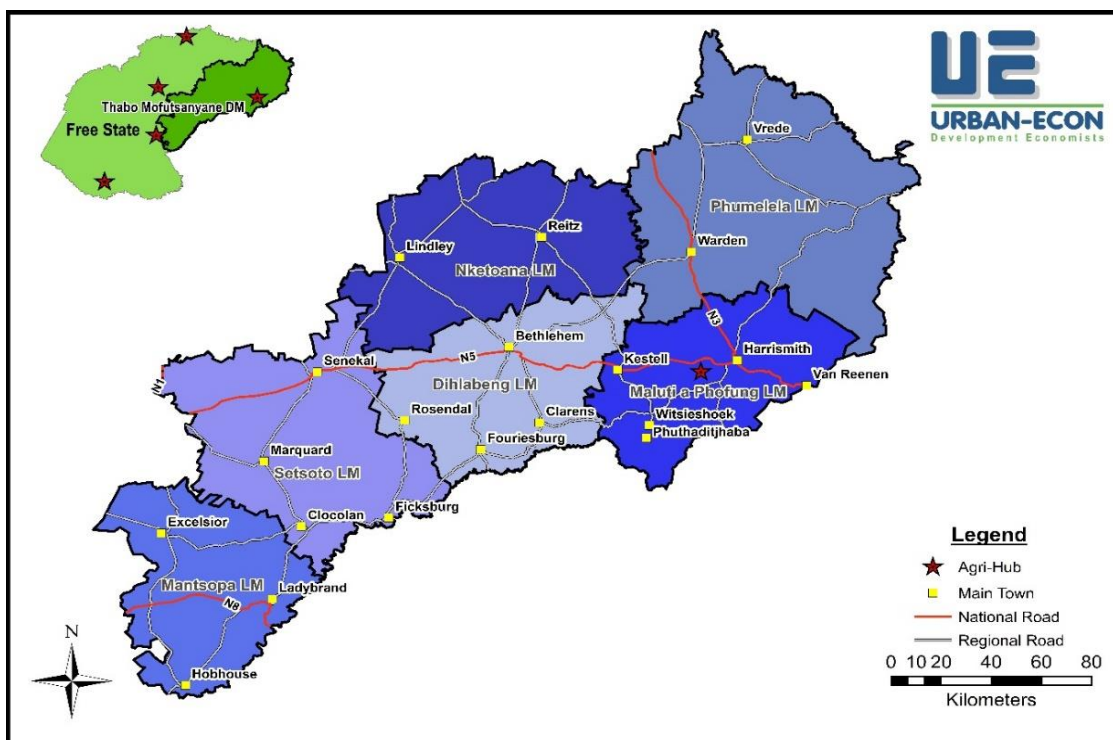 Thabo Mofutsanyane DM
Free State
UE
URBAN-ECON
Development Economists
Vrede
Phumelela LM
Reitz
Lindley
Warden
Nketoana LM
N3
Bethlehem
N5
Senekal
Kestell
Harrismith
N1
Dihlabeng LM
Maluti a Phofung LM
Van Reenen
Rosendal
Clarens
Witsieshoek
Phuthaditjhaba
Fouriesburg
Marquard
Setsoto LM
Ficksburg
Clocolan
Excelsior
Mantsopa LM
Ladybrand
N8
Hobhouse
N
Legend
Agri-Hub
Main Town
National Road
Regional Road
0 10 20 40 60 80
Kilometers